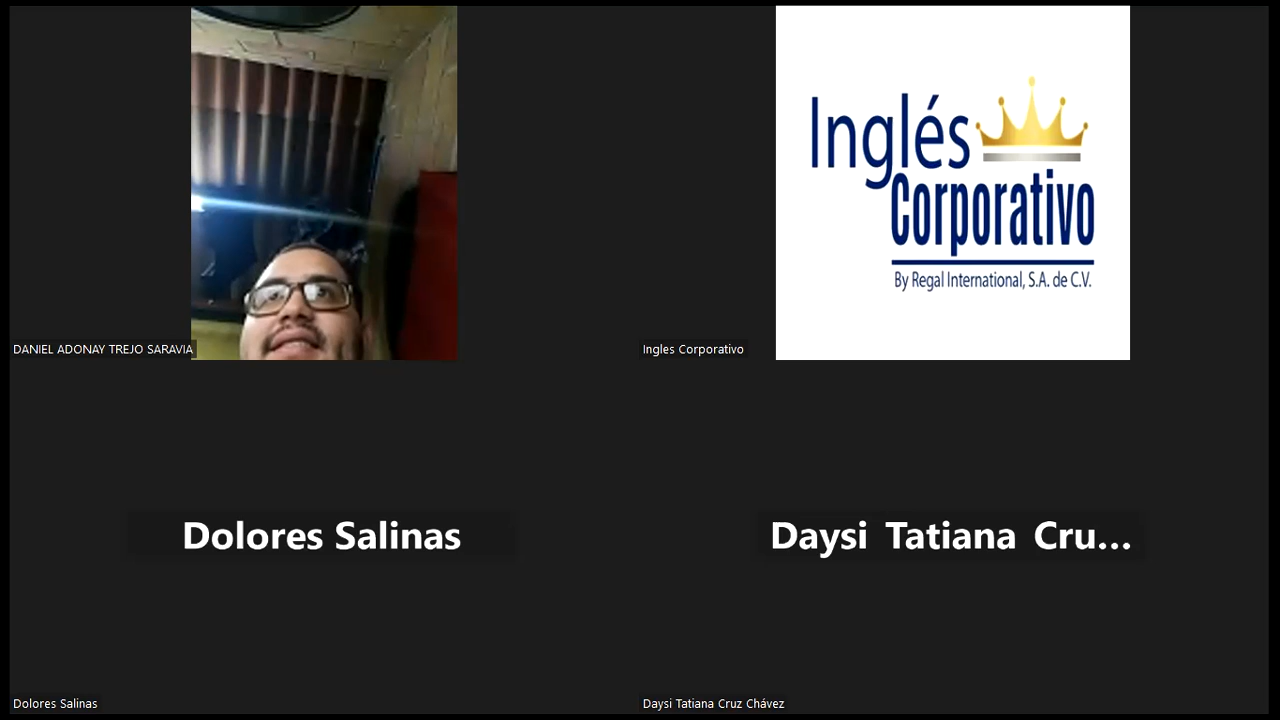 Inglés
Corporativo
By Regal International, S.A. de C.V.
DANIEL ADONAY TREJO SARAVIA
Ingles Corporativo
Dolores Salinas
Daysi Tatiana Cru...
Dolores Salinas
Daysi Tatiana Cruz Chávez